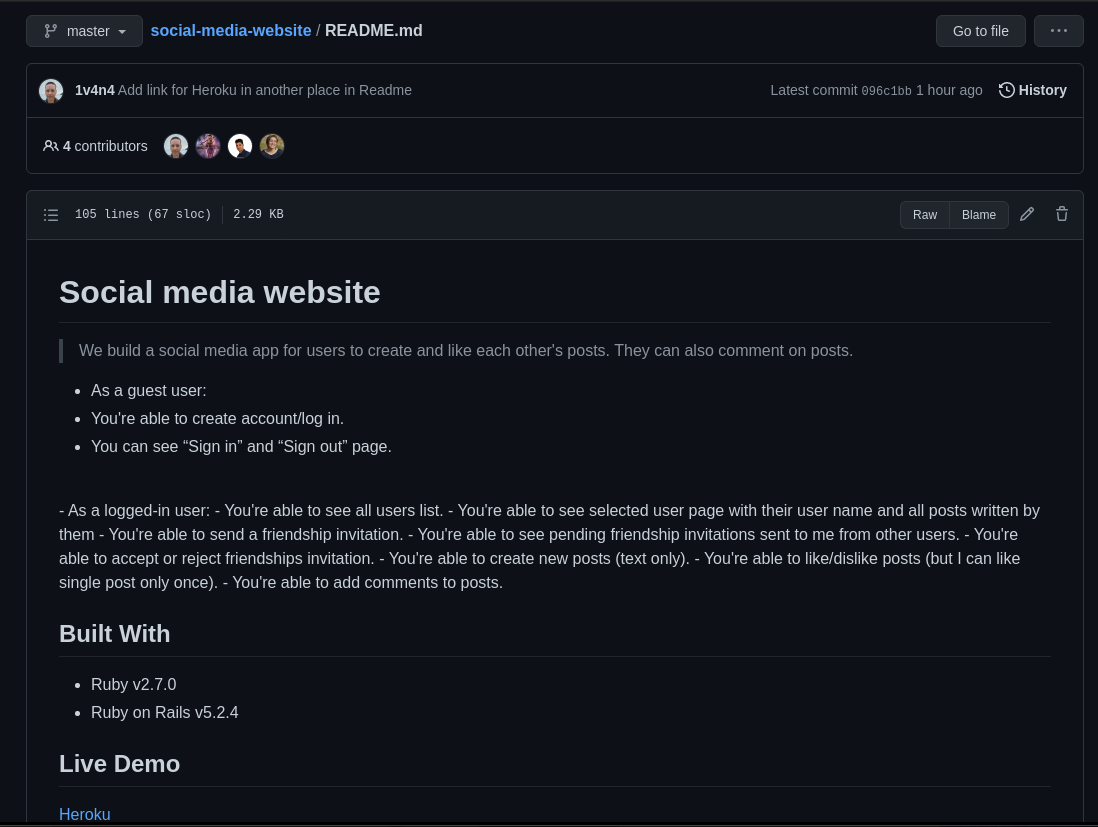 master social-media-website / README.md Go to file
1v4n4 Add link for Heroku in another place in Readme Latest commit 096c1bb 1 hour ago History
4 contributors
105 lines (67 sloc) 2.29 KB Raw Blame
Social media website
We build a social media app for users to create and like each other's posts. They can also comment on posts.
• As a guest user:
• You're able to create account/log in.
• You can see “Sign in” and “Sign out” page.
- As a logged-in user: - You're able to see all users list. - You're able to see selected user page with their user name and all posts written by
them - You're able to send a friendship invitation. - You're able to see pending friendship invitations sent to me from other users. - You're
able to accept or reject friendships invitation. - You're able to create new posts (text only). - You're able to like/dislike posts (but I can like
single post only once). - You're able to add comments to posts.
Built With
• Ruby v2.7.0
• Ruby on Rails v5.2.4
Live Demo
Heroku